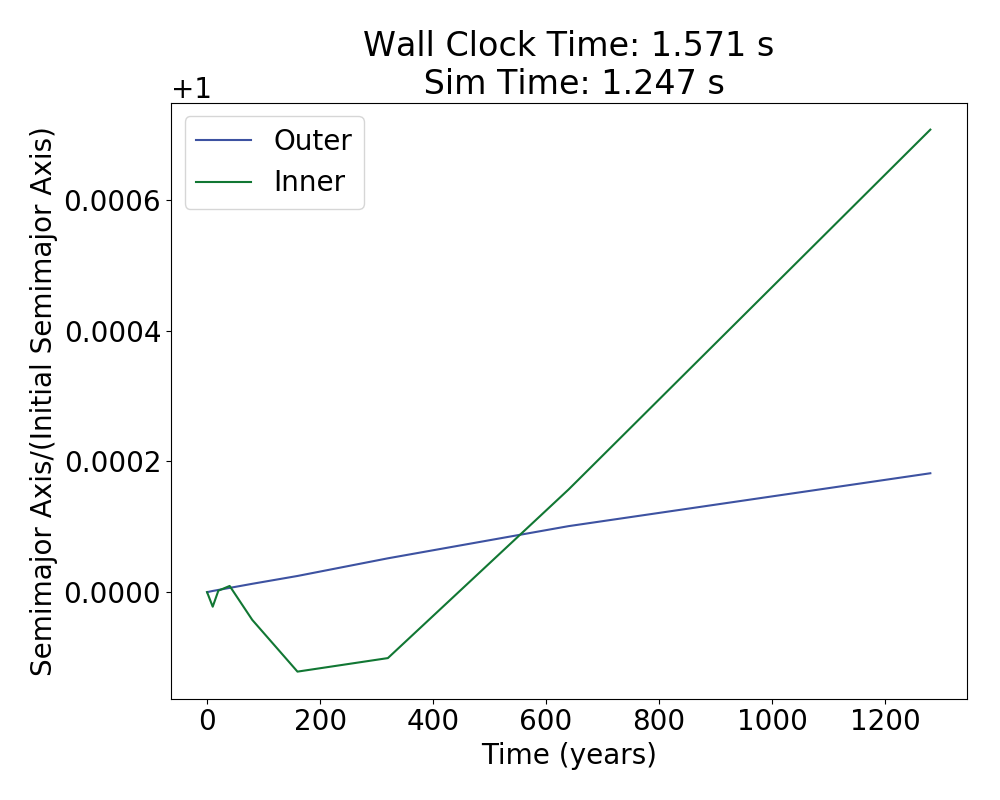 Wall Clock Time: 1.571 s
Sim Time: 1.247 s
+1
Outer
Inner
Semimajor Axis/(Initial Semimajor Axis)
0.0006
0.0004
0.0002
0.0000
0 200 400 600 800 1000 1200
Time (years)